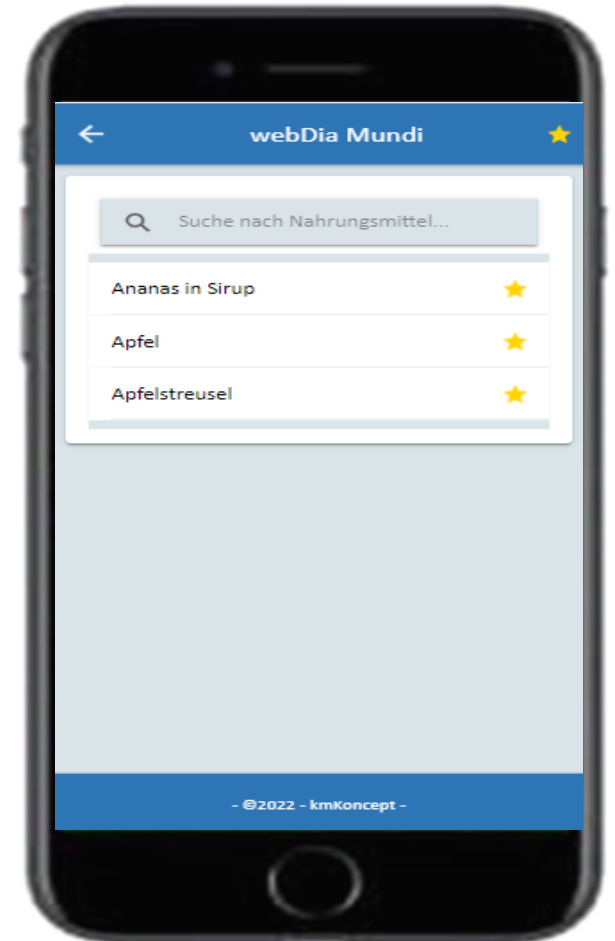 webDia Mundi
Suche nach Nahrungsmittel...
Ananas in Sirup
Apfel
Apfelstreusel
- ©2022 - kmKoncept -